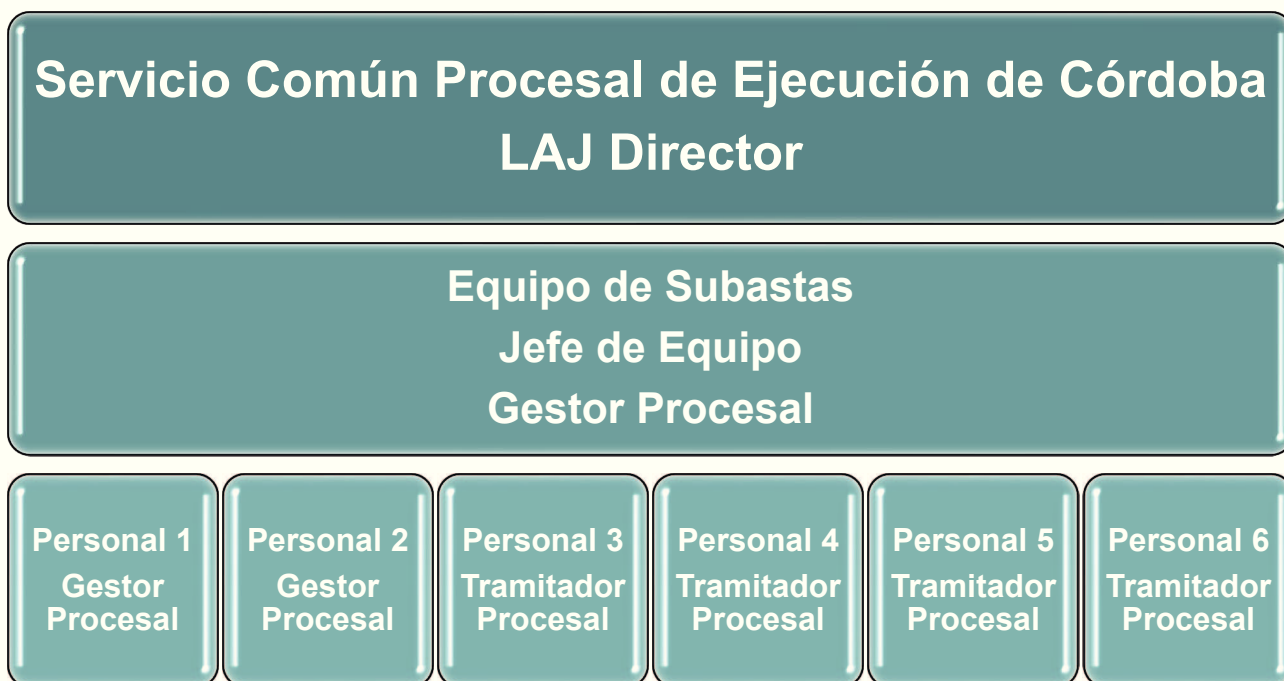 Servicio Común Procesal de Ejecución de Córdoba
LAJ Director
Equipo de Subastas
Jefe de Equipo
Gestor Procesal
Personal 1
Gestor
Procesal
Personal 2
Gestor
Procesal
Personal 3
Tramitador
Procesal
Personal 4
Tramitador
Procesal
Personal 5
Tramitador
Procesal
Personal 6
Tramitador
Procesal